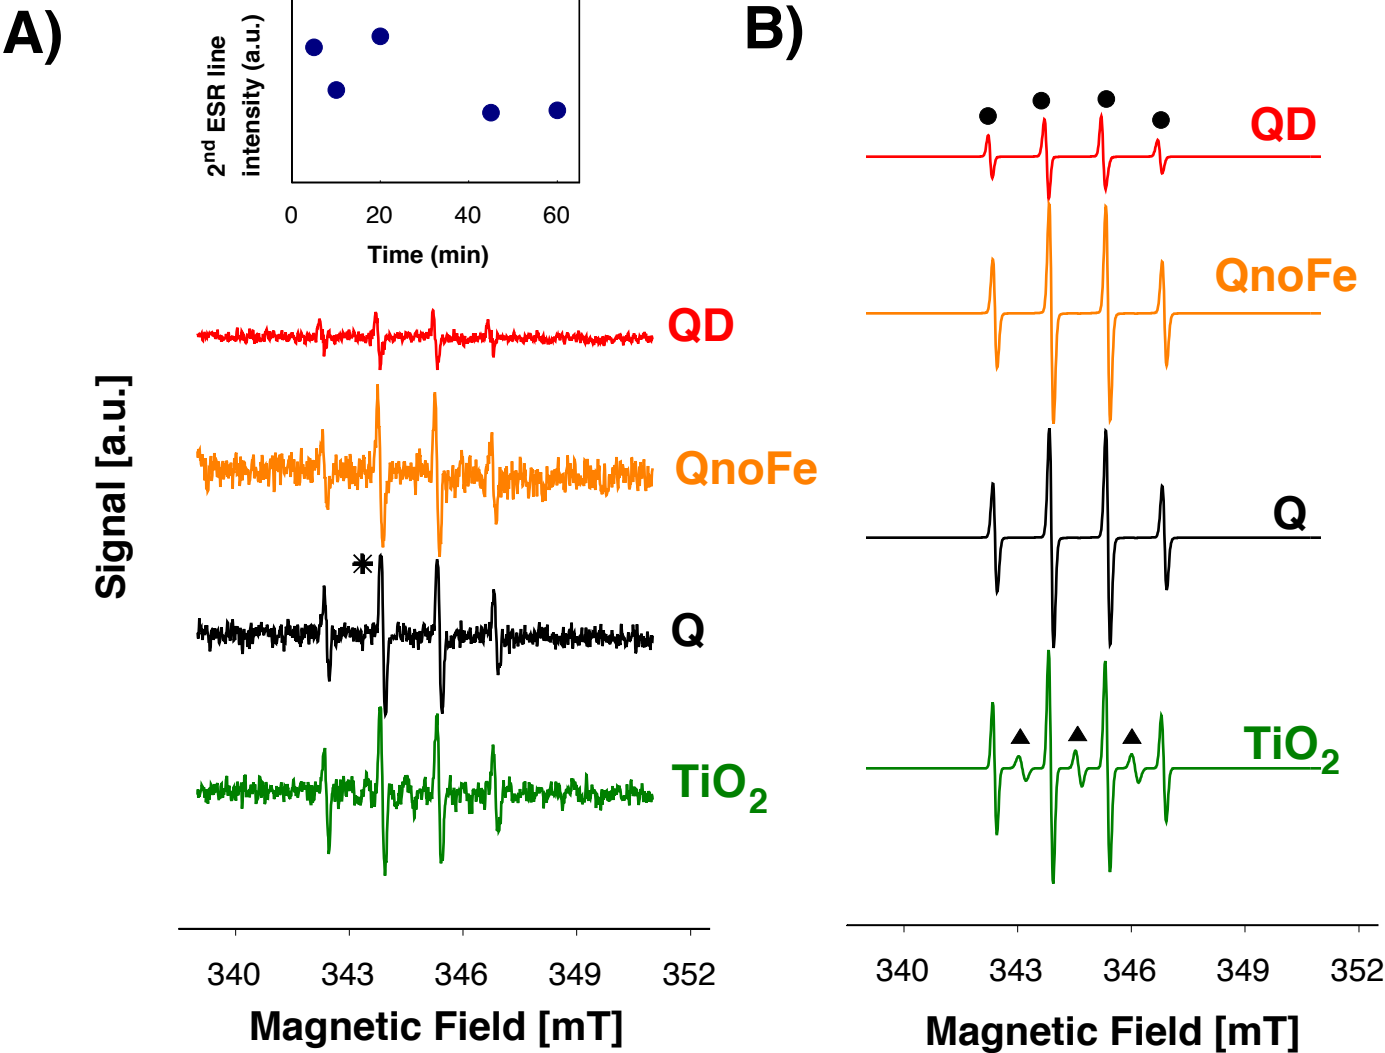 A)
2nd ESR line
intensity (a.u.)
0 20 40 60
Time (min)
QD
QnoFe
Q
TiO2
Signal [a.u.]
340 343 346 349 352
Magnetic Field [mT]
B)
QD
QnoFe
Q
TiO2
340 343 346 349 352
Magnetic Field [mT]